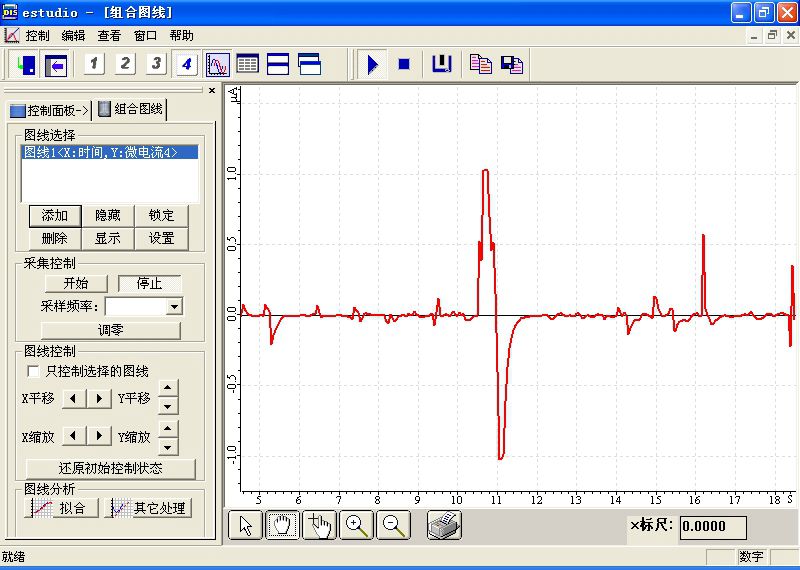 DIS estudio - [组合图线]
控制 编辑 查看 窗口 帮助
1 2 3 4
控制面板-> 组合图线
图线选择
图线1<X:时间,Y:微电流4>
添加 隐藏 锁定
删除 显示 设置
采集控制
开始 停止
采样频率:
调零
图线控制
只控制选择的图线
X平移 Y平移
X缩放 Y缩放
还原初始控制状态
图线分析
拟合 其它处理
μA
1.0
0.5
0.0
-0.5
-1.0
5 6 7 8 9 10 11 12 13 14 15 16 17 18 S
x标尺: 0.0000
就绪 数字